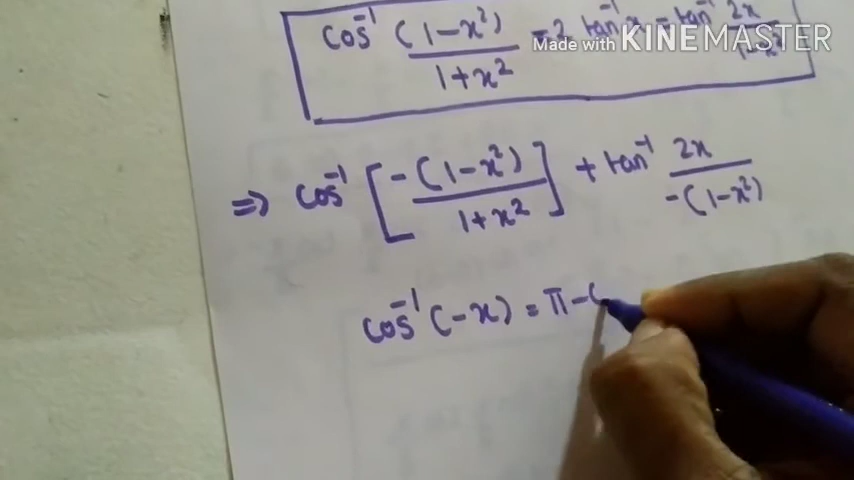 cos⁻¹ (1-x²)/(1+x²) = 2 tan⁻¹ x = tan⁻¹ 2x/(1-x²)
Made with KINEMASTER
⇒ cos⁻¹ [-(1-x²)/(1+x²)] + tan⁻¹ 2x/-(1-x²)
cos⁻¹ (-x) = π - c